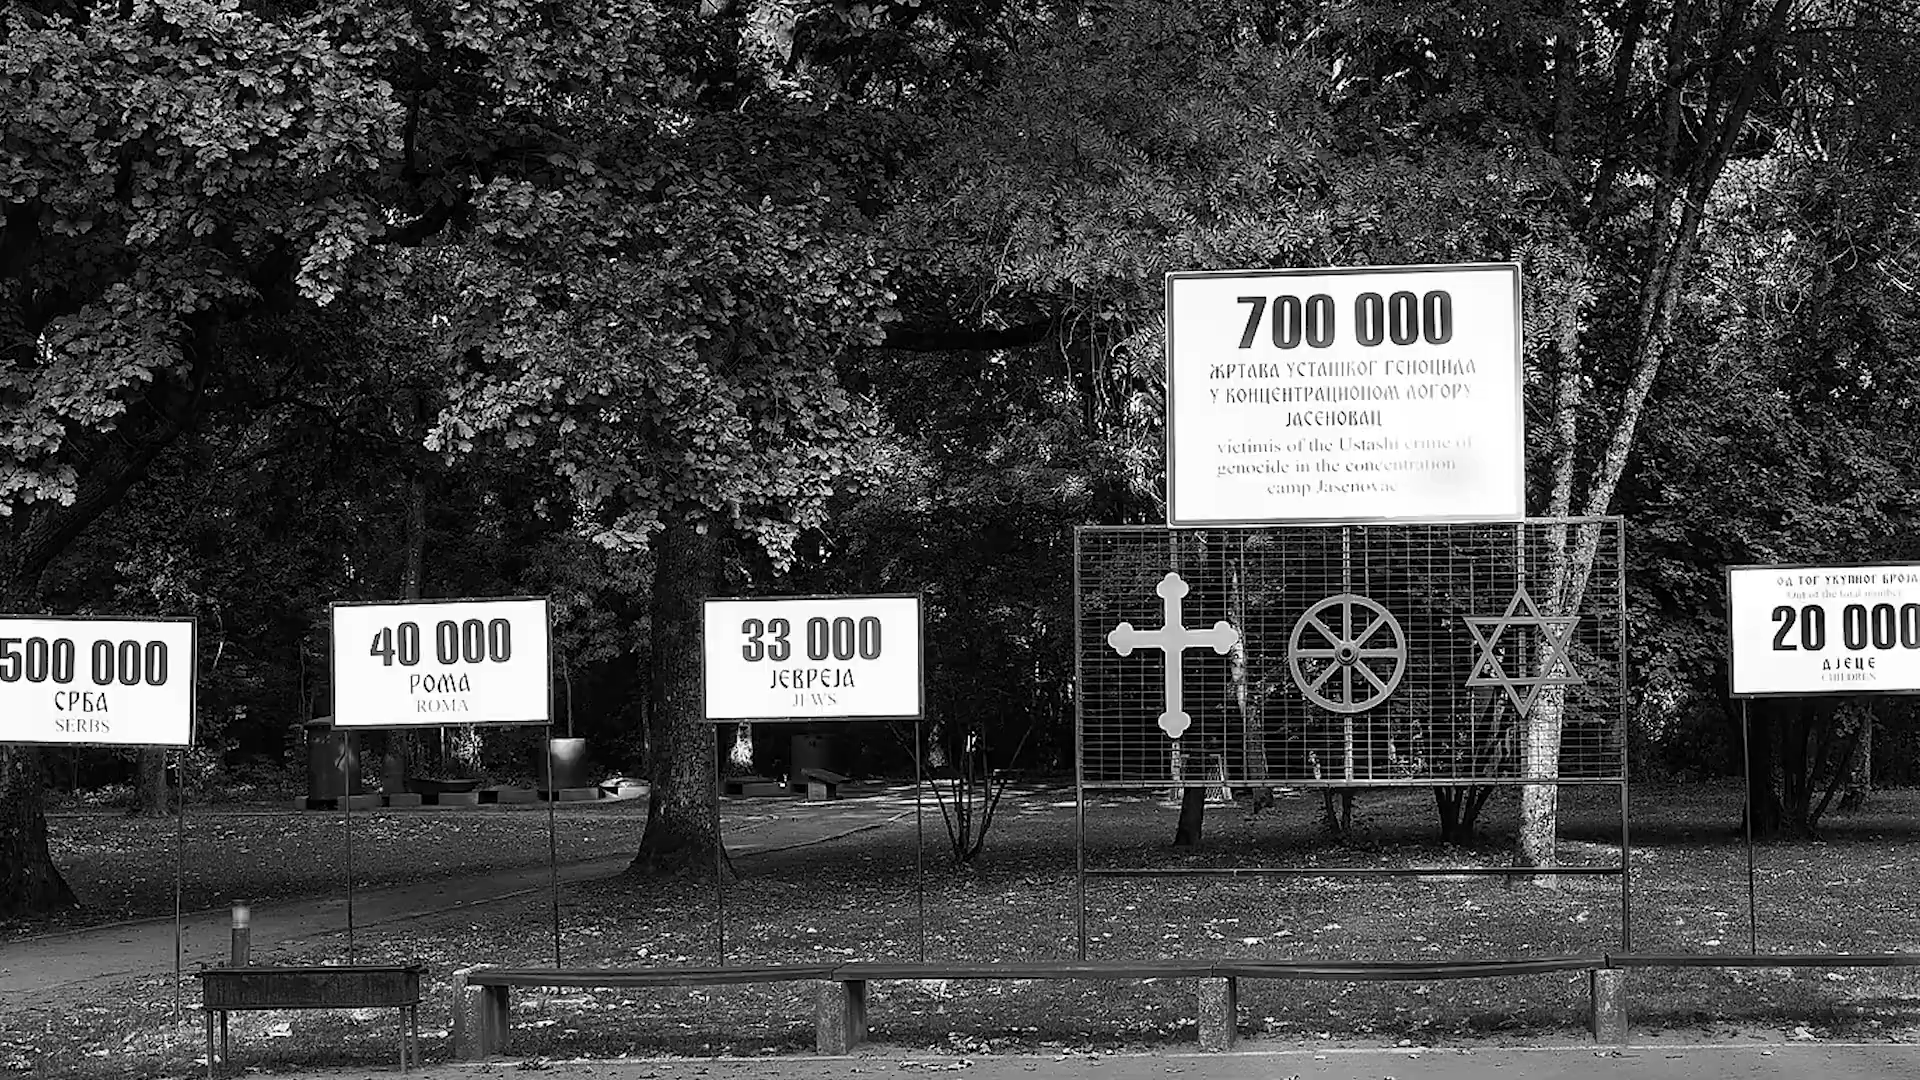 700 000
ЖРТАВА УСТАШКОГ ГЕНОЦИДА
У КОНЦЕНТРАЦИОНОМ ЛОГОРУ
ЈАСЕНОВАЦ
victimis of the Ustashi crime of
genocide in the concentration
camp Jasenovac
500 000
СРБА
SERBS
40 000
РОМА
ROMA
33 000
ЈЕВРЕЈА
JEWS
ОД ТОГ УКУПНОГ БРОЈА
Out of the total number
20 000
ДЈЕЦЕ
CHILDREN